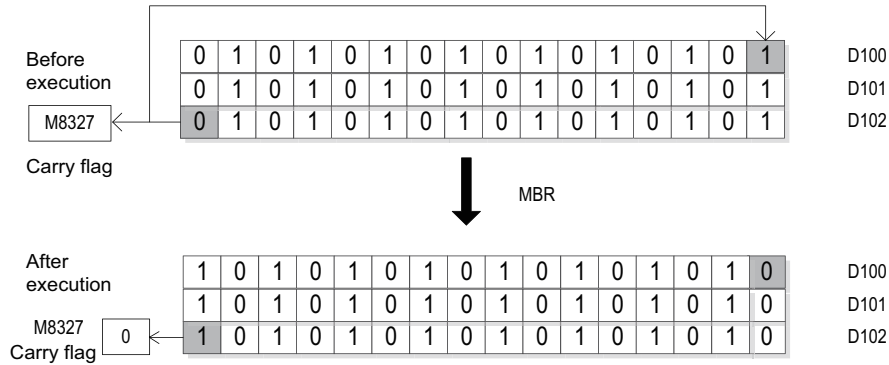 0 1 0 1 0 1 0 1 0 1 0 1 0 1 0 1 D100
Before
execution
0 1 0 1 0 1 0 1 0 1 0 1 0 1 0 1 D101
M8327 0 1 0 1 0 1 0 1 0 1 0 1 0 1 0 1 D102
Carry flag
MBR
After
execution
1 0 1 0 1 0 1 0 1 0 1 0 1 0 1 0 D100
1 0 1 0 1 0 1 0 1 0 1 0 1 0 1 0 D101
M8327
Carry flag
0 1 0 1 0 1 0 1 0 1 0 1 0 1 0 1 0 D102